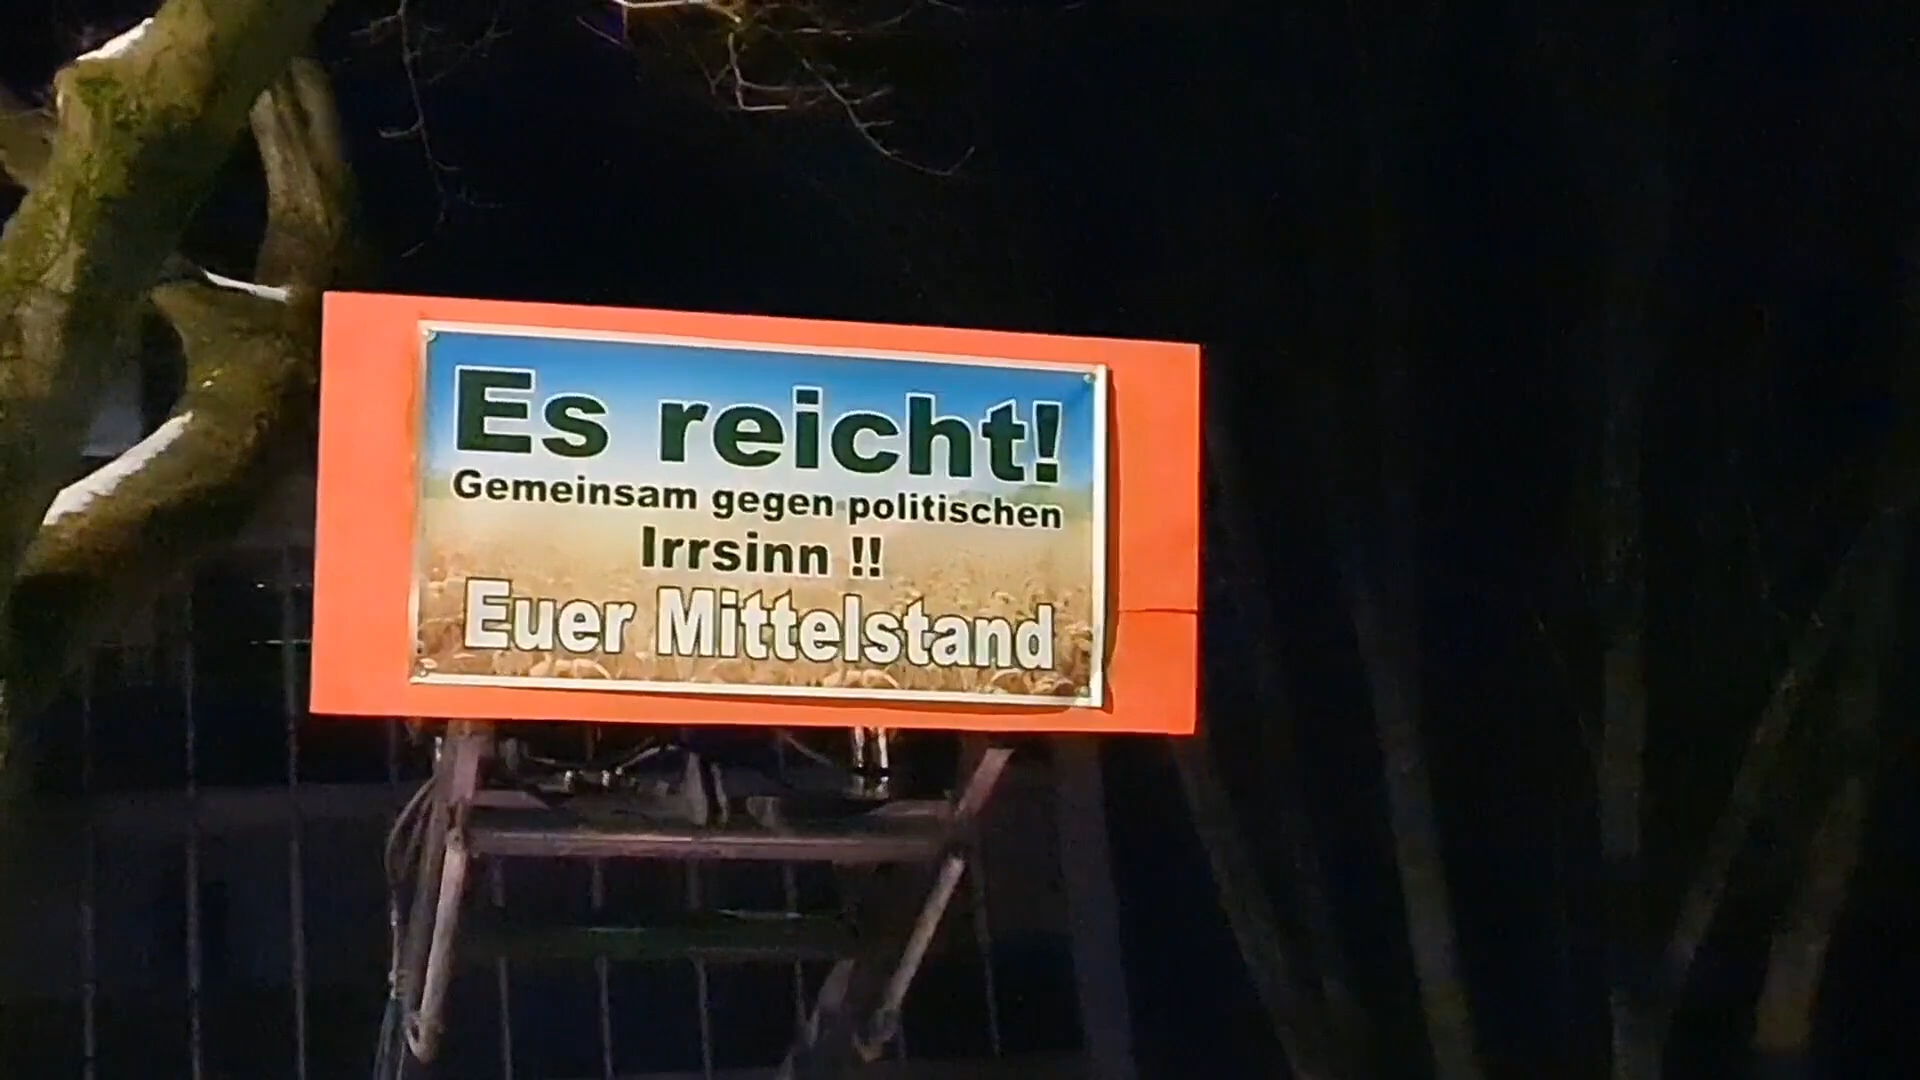 Es reicht!
Gemeinsam gegen politischen
Irrsinn !!
Euer Mittelstand